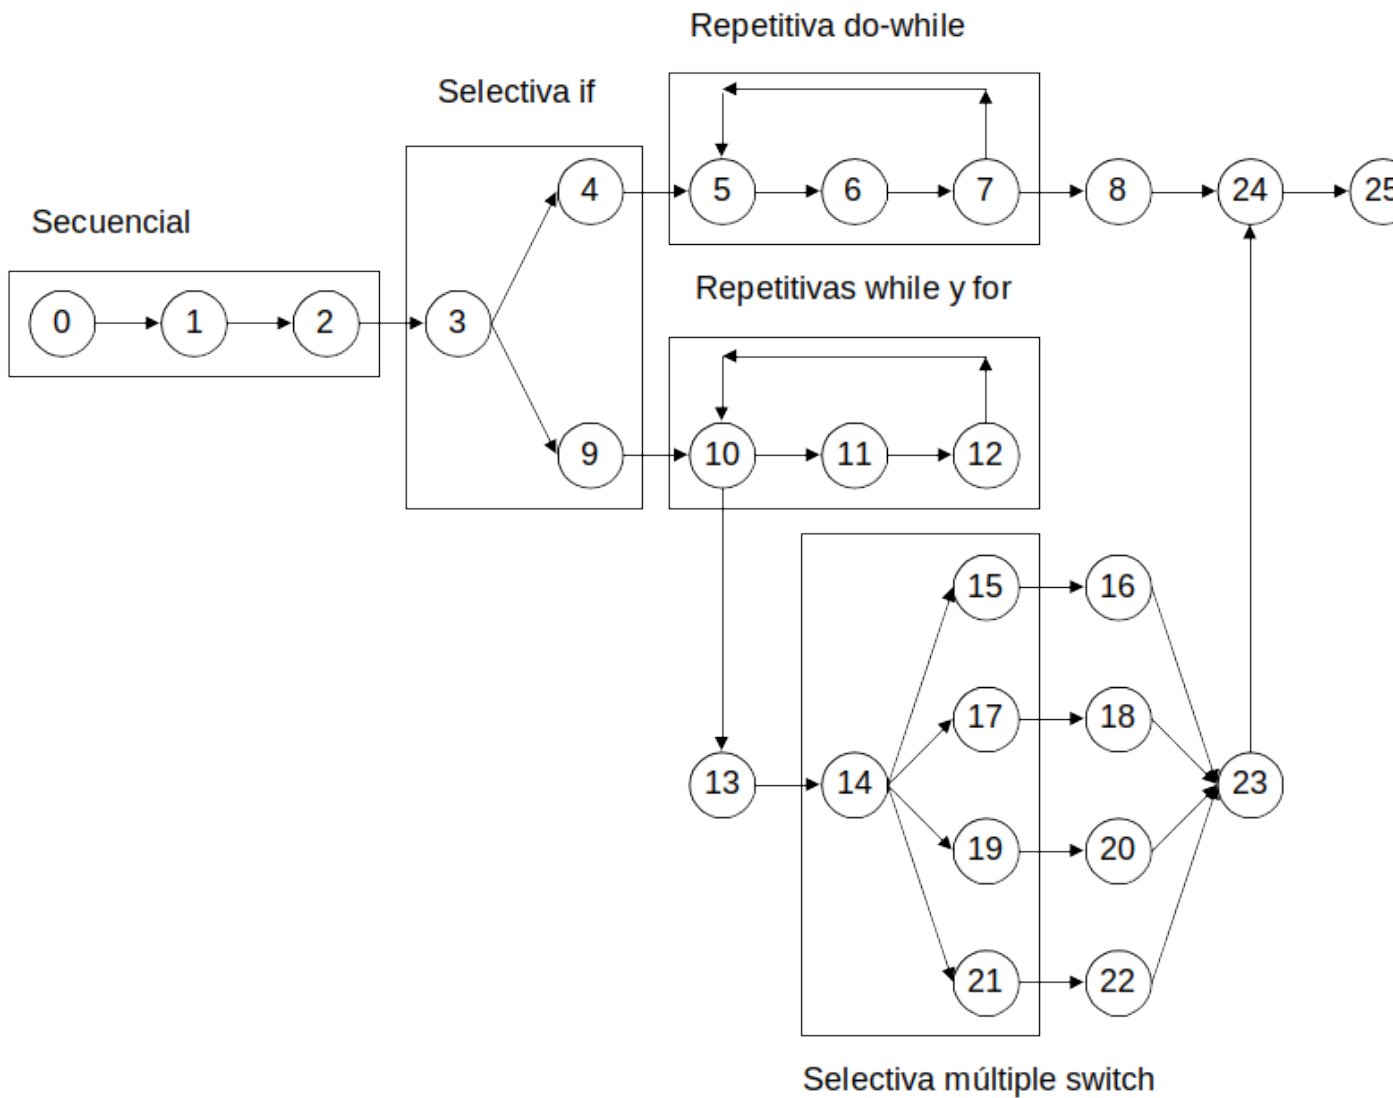 Repetitiva do-while
Selectiva if
4 5 6 7 8 24 25
Secuencial
Repetitivas while y for
0 1 2 3
9 10 11 12
15 16
17 18
13 14 23
19 20
21 22
Selectiva múltiple switch